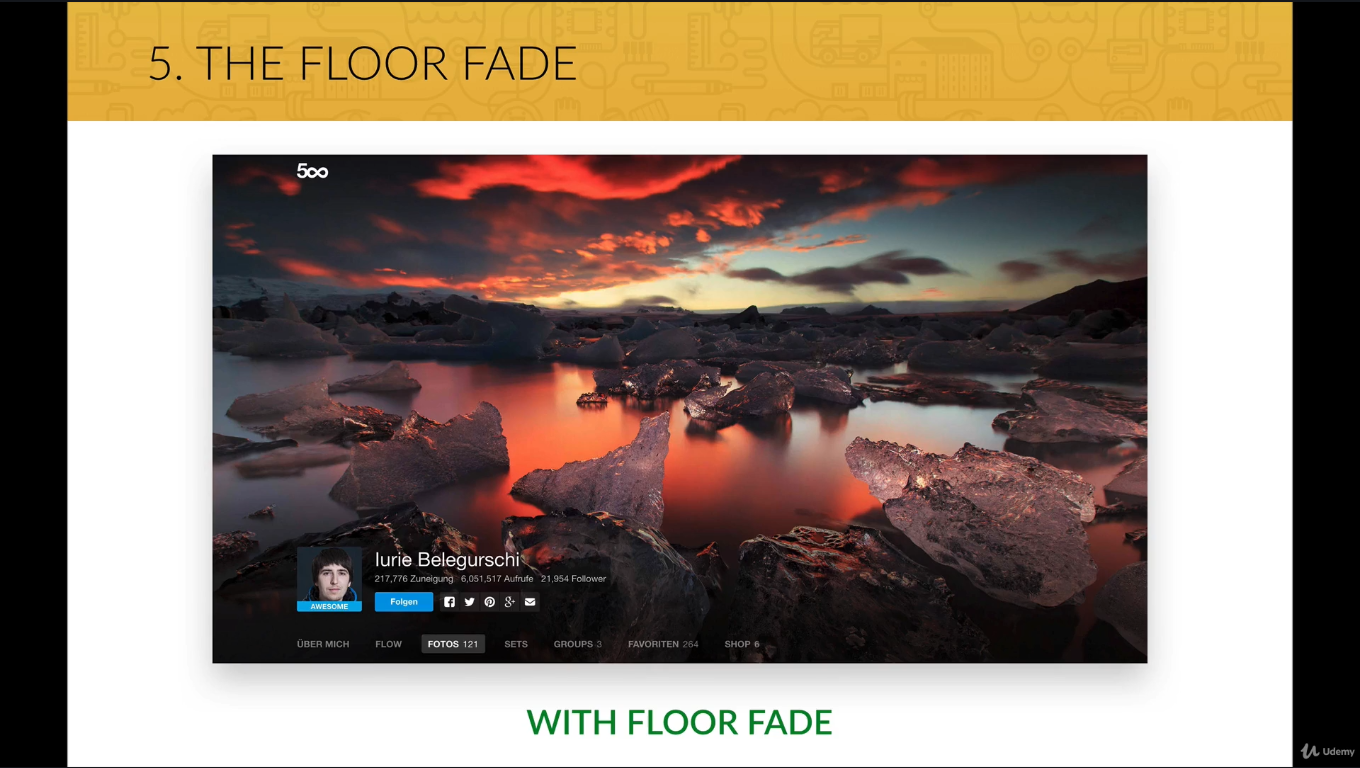 5. THE FLOOR FADE
500
Iurie Belegurschi
217,776 Zuneigung 6,051,517 Aufrufe 21,954 Follower
AWESOME
Folgen
ÜBER MICH FLOW FOTOS 121 SETS GROUPS 3 FAVORITEN 264 SHOP 6
WITH FLOOR FADE
Udemy